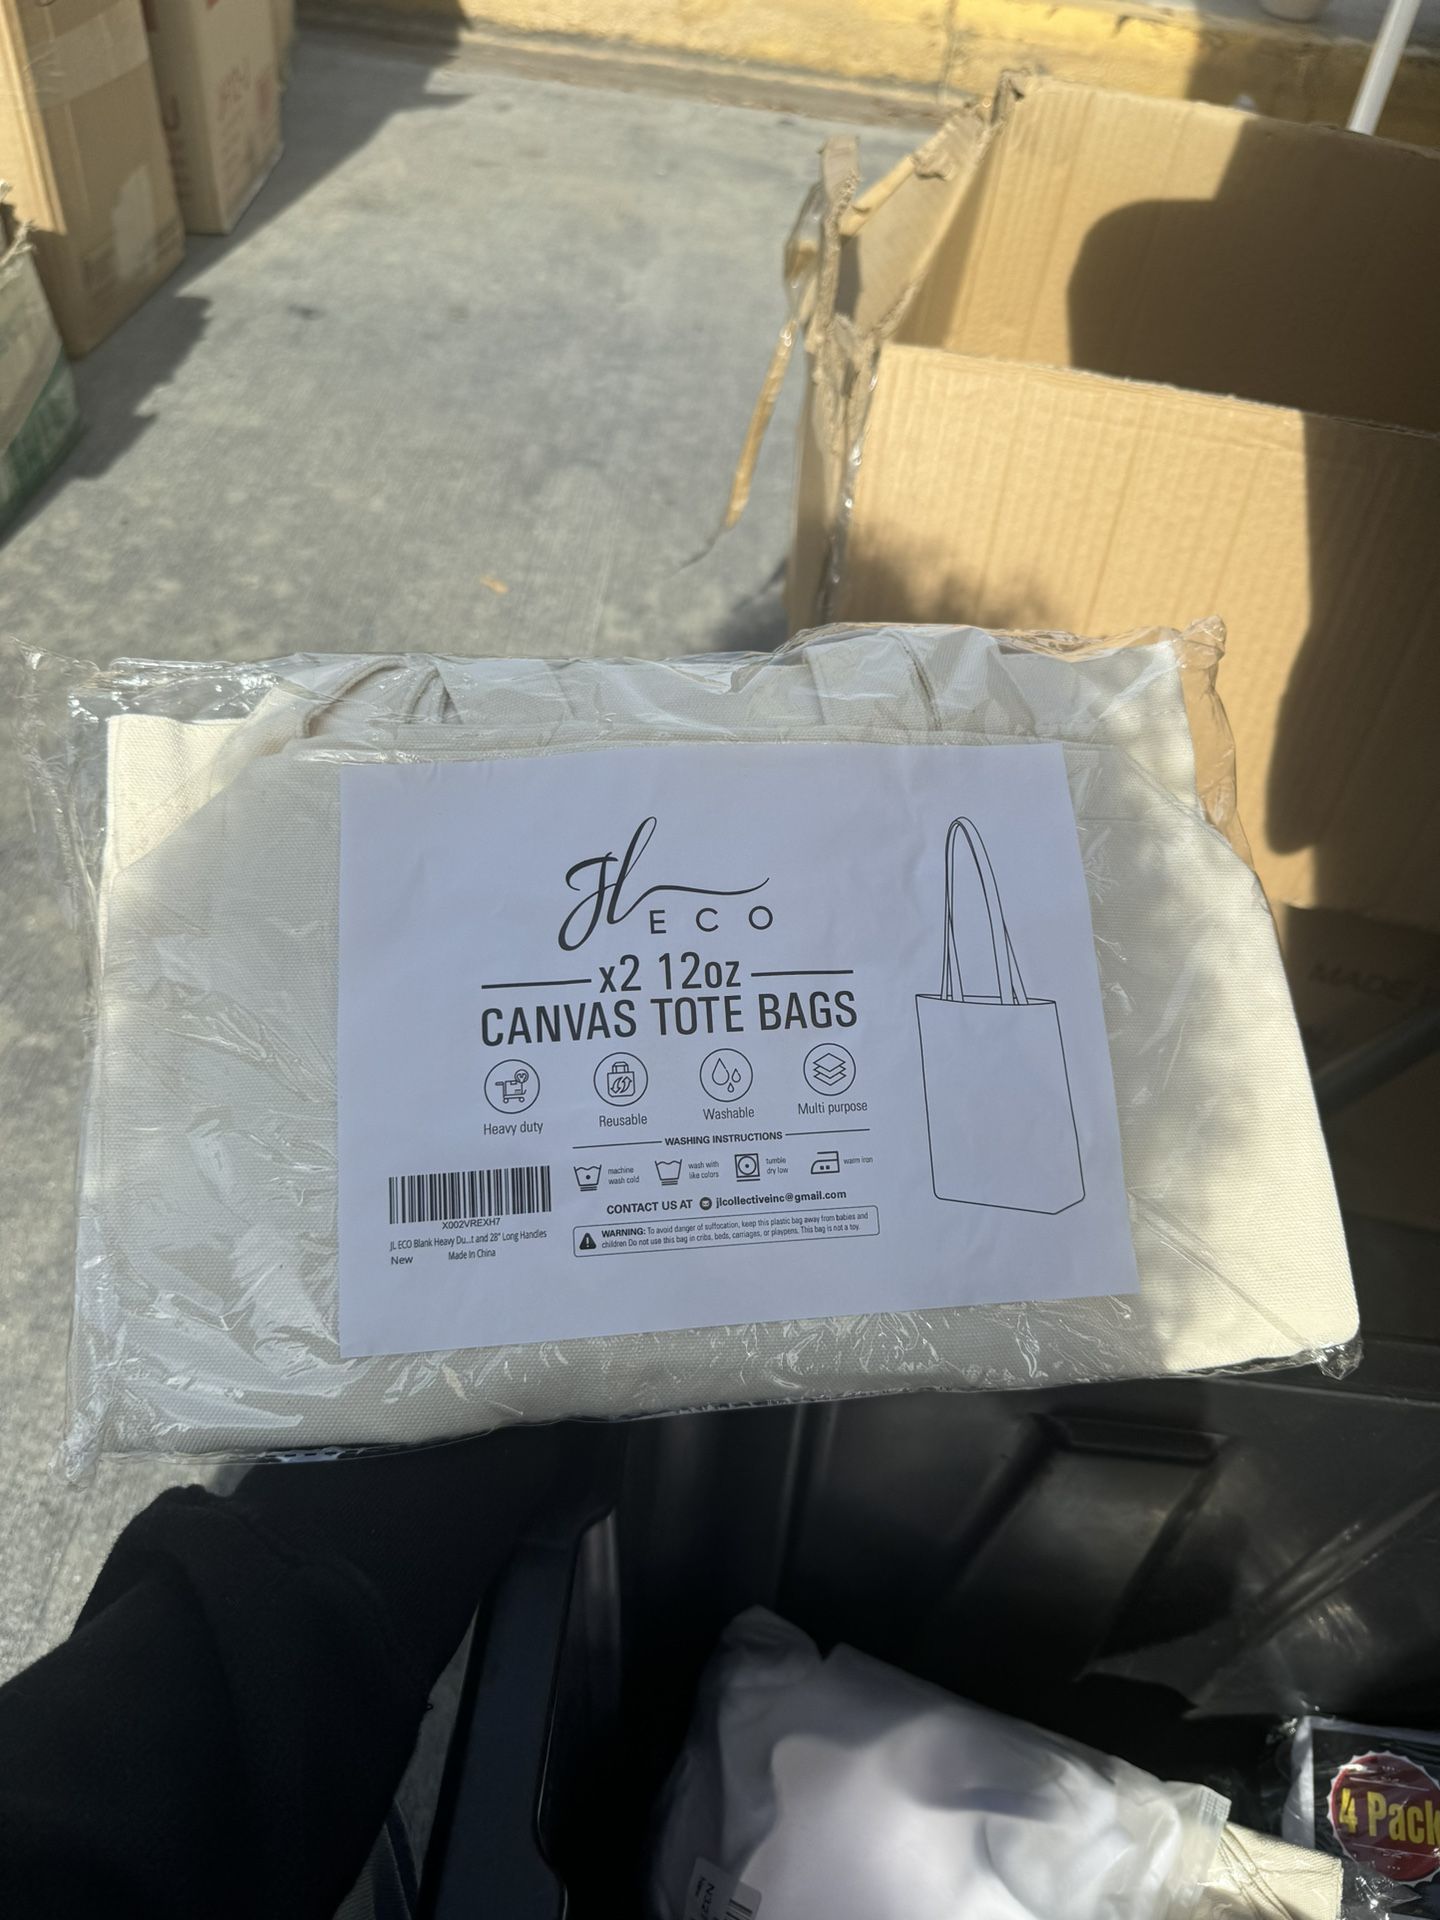 Jl ECO
x2 12oz
CANVAS TOTE BAGS
Heavy duty
Reusable
Washable
Multi purpose
WASHING INSTRUCTIONS
machine
wash cold
wash with
like colors
tumble
dry low
warm iron
CONTACT US AT jlcollectiveinc@gmail.com
WARNING: To avoid danger of suffocation, keep this plastic bag away from babies and
children Do not use this bag in cribs, beds, carriages, or playpens. This bag is not a toy.
X002VREXH7
JL ECO Blank Heavy Du...t and 28" Long Handles
New Made In China
4 Pack